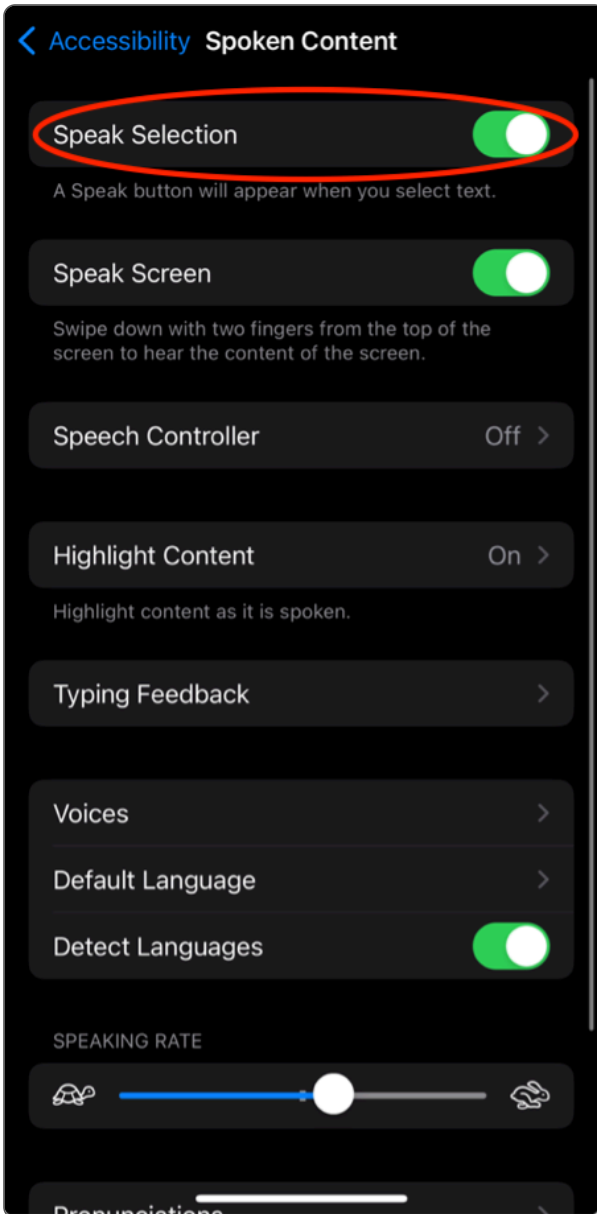 Accessibility Spoken Content
Speak Selection
A Speak button will appear when you select text.
Speak Screen
Swipe down with two fingers from the top of the
screen to hear the content of the screen.
Speech Controller Off
Highlight Content On
Highlight content as it is spoken.
Typing Feedback
Voices
Default Language
Detect Languages
SPEAKING RATE
Pronunciations